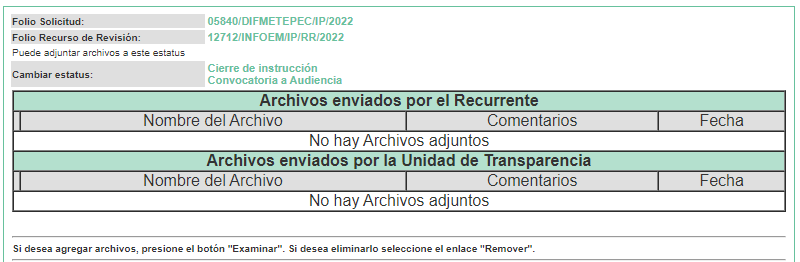 Folio Solicitud: 05840/DIFMETEPEC/IP/2022
Folio Recurso de Revisión: 12712/INFOEM/IP/RR/2022
Puede adjuntar archivos a este estatus
Cambiar estatus: Cierre de instrucción
Convocatoria a Audiencia
Archivos enviados por el Recurrente
Nombre del Archivo Comentarios Fecha
No hay Archivos adjuntos
Archivos enviados por la Unidad de Transparencia
Nombre del Archivo Comentarios Fecha
No hay Archivos adjuntos
Si desea agregar archivos, presione el botón "Examinar". Si desea eliminarlo seleccione el enlace "Remover".